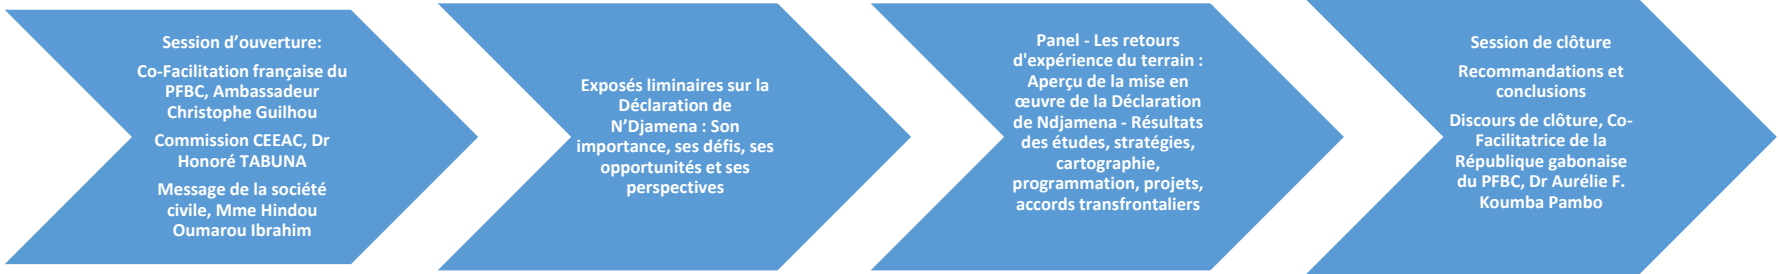 Session d'ouverture:
Co-Facilitation française du
PFBC, Ambassadeur
Christophe Guilhou
Commission CEEAC, Dr
Honoré TABUNA
Message de la société
civile, Mme Hindou
Oumarou Ibrahim
Exposés liminaires sur la
Déclaration de
N'Djamena : Son
importance, ses défis, ses
opportunités et ses
perspectives
Panel - Les retours
d'expérience du terrain :
Aperçu de la mise en
œuvre de la Déclaration
de Ndjamena - Résultats
des études, stratégies,
cartographie,
programmation, projets,
accords transfrontaliers
Session de clôture
Recommandations et
conclusions
Discours de clôture, Co-
Facilitatrice de la
République gabonaise
du PFBC, Dr Aurélie F.
Koumba Pambo